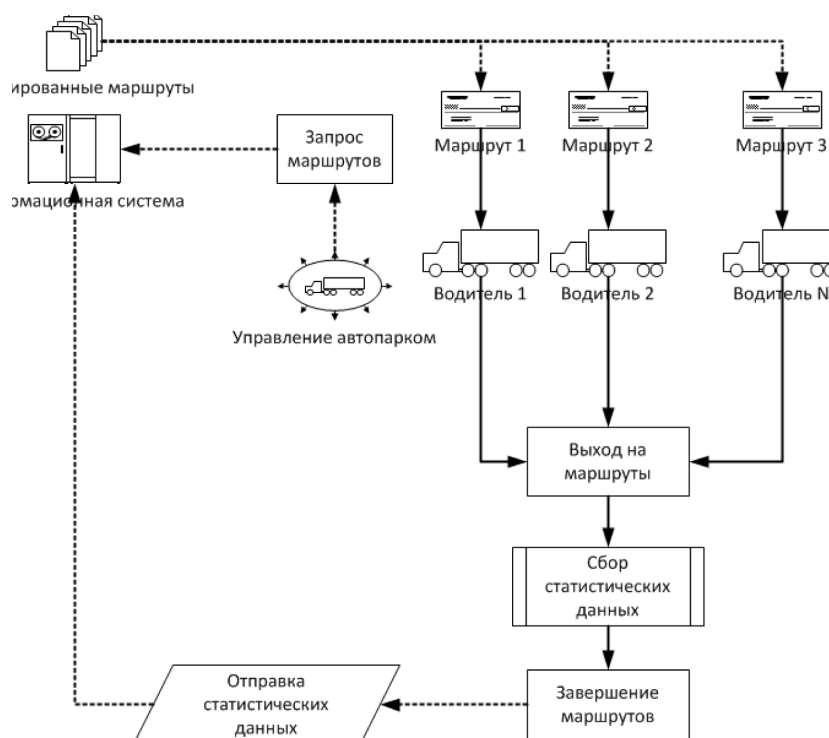 ированные маршруты
Запрос
маршрутов
Маршрут 1
Маршрут 2
Маршрут 3
рмационная система
Управление автопарком
Водитель 1
Водитель 2
Водитель N
Выход на
маршруты
Сбор
статистических
данных
Отправка
статистических
данных
Завершение
маршрутов